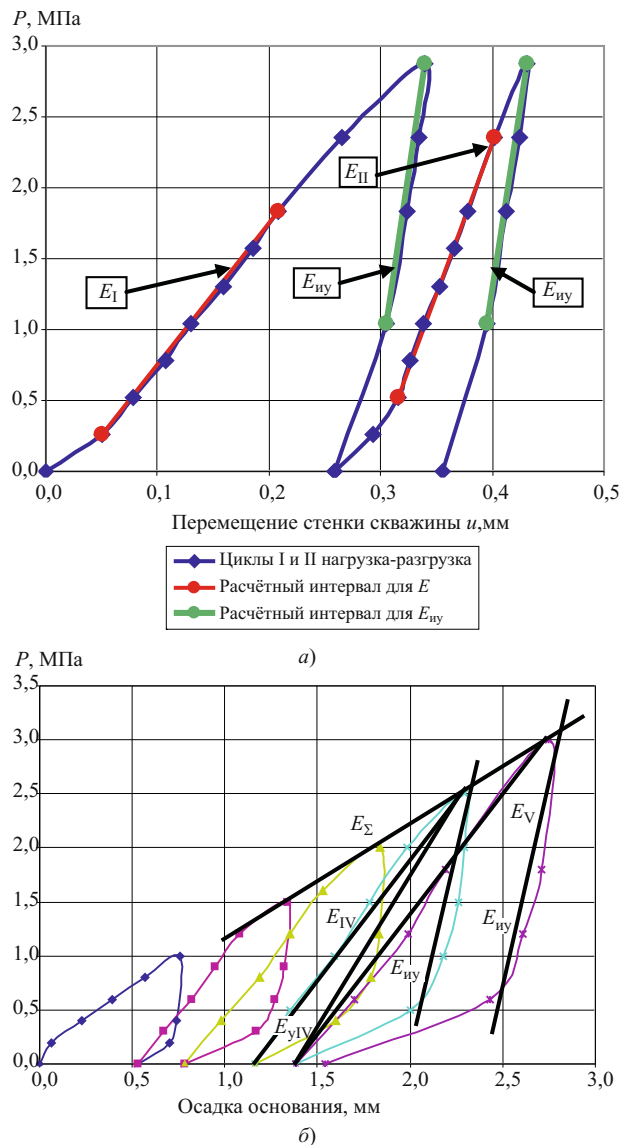 P, МПа
3,0
2,5
2,0
1,5
1,0
0,5
0,0
E_II
E_I
E_иу
E_иу
0,0 0,1 0,2 0,3 0,4 0,5
Перемещение стенки скважины u,мм
Циклы I и II нагрузка-разгрузка
Расчётный интервал для E
Расчётный интервал для E_иу
а)
P, МПа
3,5
3,0
2,5
2,0
1,5
1,0
0,5
0,0
E_Σ
E_V
E_IV
E_иу
E_иу
E_уIV
0,0 0,5 1,0 1,5 2,0 2,5 3,0
Осадка основания, мм
б)